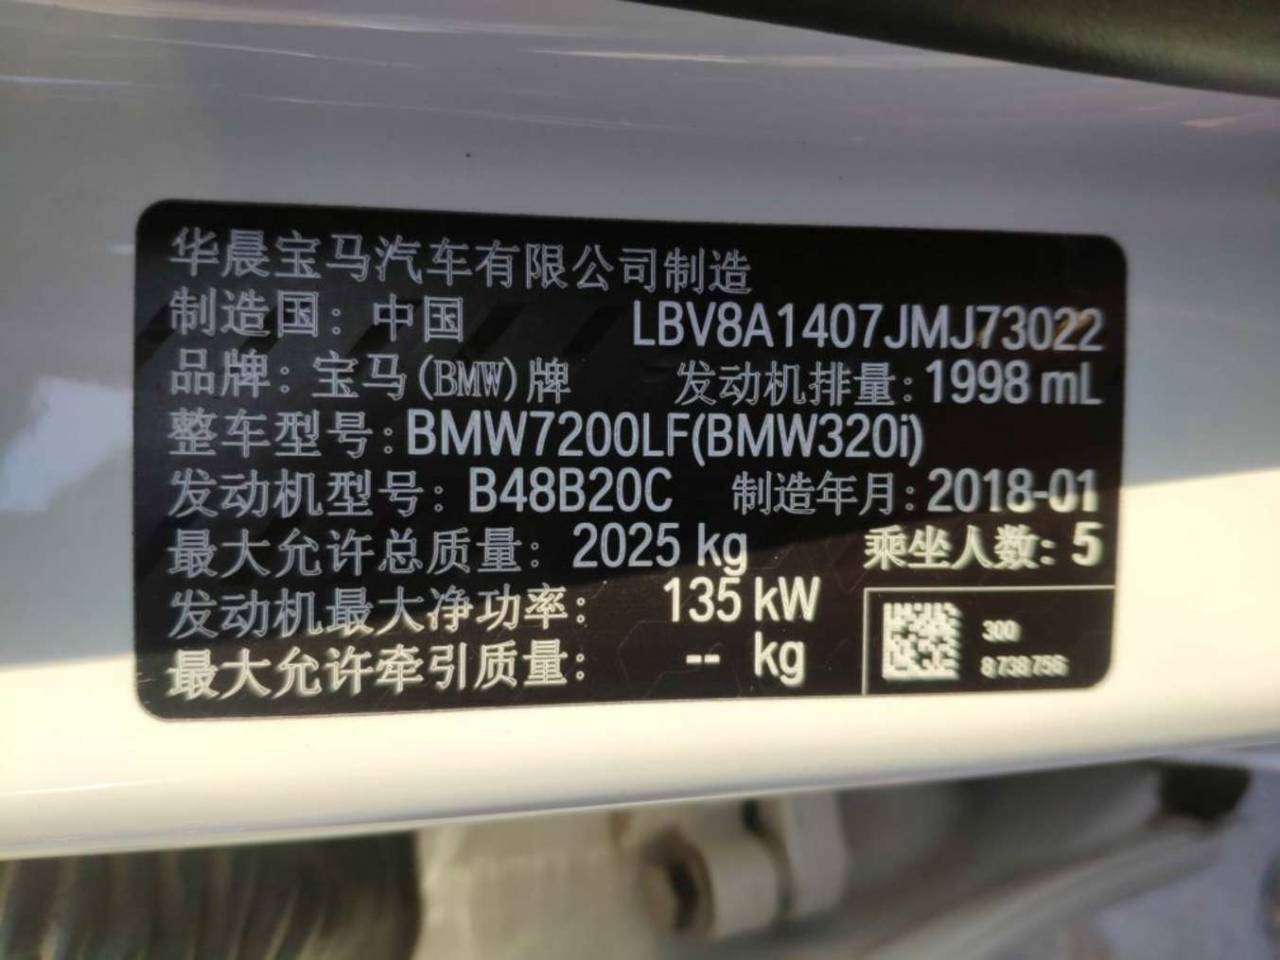 华晨宝马汽车有限公司制造
制造国：中国 LBV8A1407JMJ73022
品牌：宝马(BMW)牌 发动机排量：1998 mL
整车型号:BMW7200LF(BMW320i)
发动机型号：B48B20C 制造年月：2018-01
最大允许总质量：2025 kg 乘坐人数：5
发动机最大净功率：135 kW
最大允许牵引质量：-- kg
300
8738756